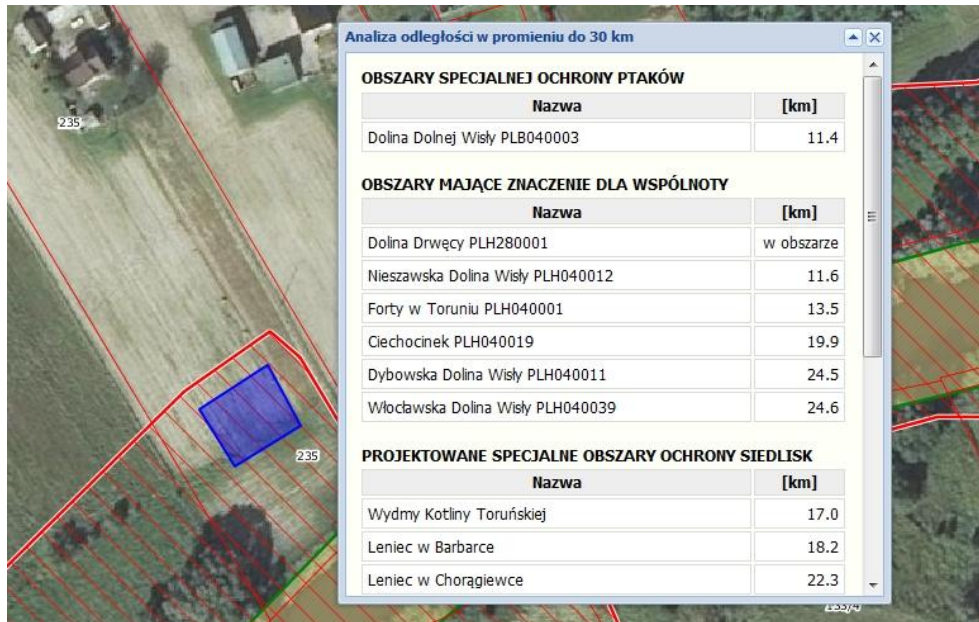 Analiza odległości w promieniu do 30 km
OBSZARY SPECJALNEJ OCHRONY PTAKÓW
Nazwa [km]
Dolina Dolnej Wisły PLB040003 11.4
OBSZARY MAJĄCE ZNACZENIE DLA WSPÓLNOTY
Nazwa [km]
Dolina Drwęcy PLH280001 w obszarze
Nieszawska Dolina Wisły PLH040012 11.6
Forty w Toruniu PLH040001 13.5
Ciechocinek PLH040019 19.9
Dybowska Dolina Wisły PLH040011 24.5
Włocławska Dolina Wisły PLH040039 24.6
PROJEKTOWANE SPECJALNE OBSZARY OCHRONY SIEDLISK
Nazwa [km]
Wydmy Kotliny Toruńskiej 17.0
Leniec w Barbarce 18.2
Leniec w Chorągiewce 22.3
235
235